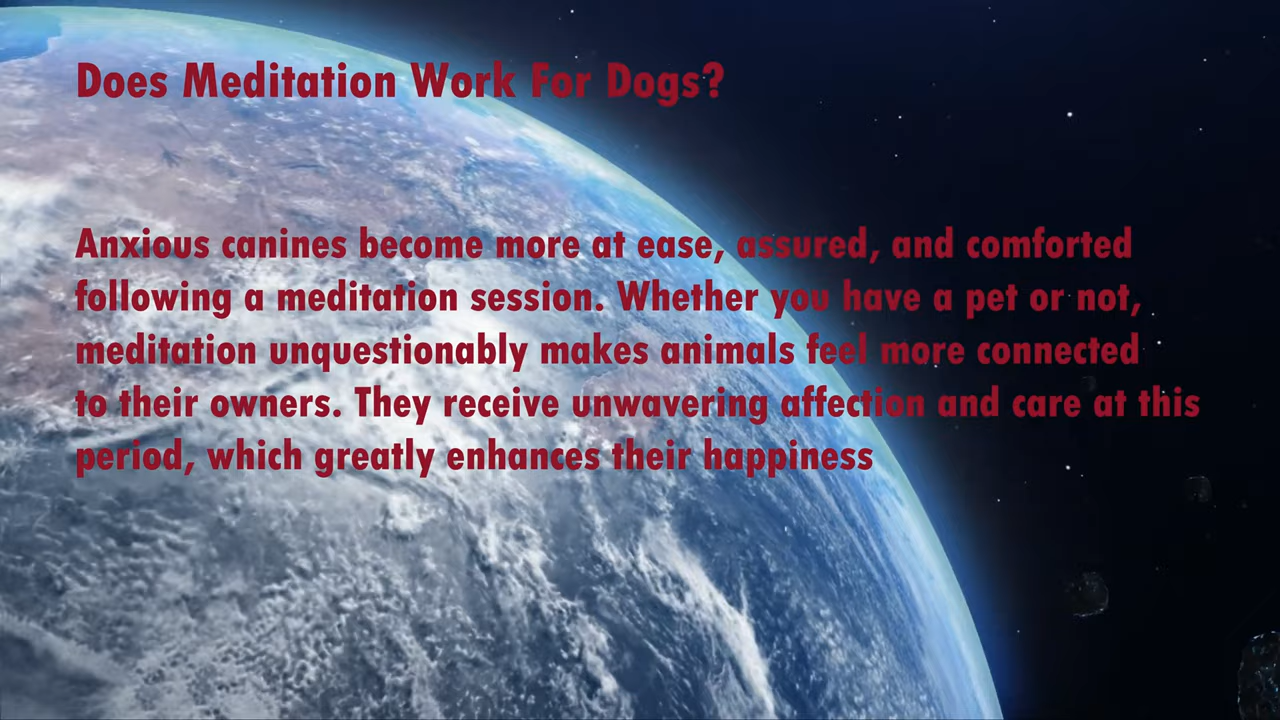 Does Meditation Work For Dogs?
Anxious canines become more at ease, assured, and comforted
following a meditation session. Whether you have a pet or not,
meditation unquestionably makes animals feel more connected
to their owners. They receive unwavering affection and care at this
period, which greatly enhances their happiness